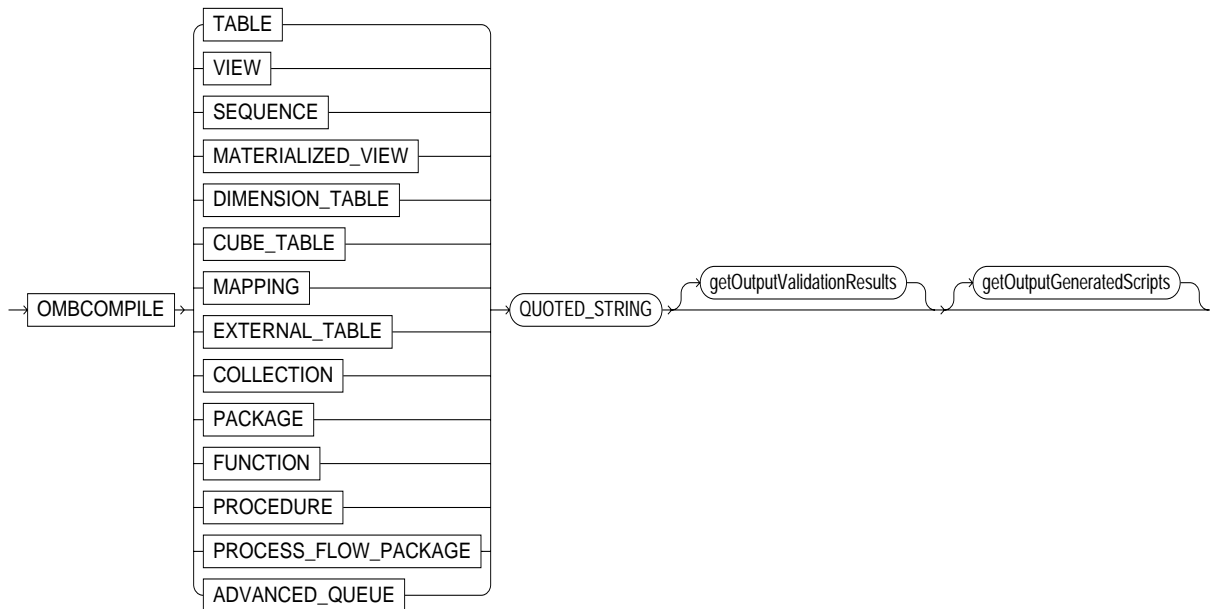 TABLE
VIEW
SEQUENCE
MATERIALIZED_VIEW
DIMENSION_TABLE
CUBE_TABLE
MAPPING
OMBCOMPILE
EXTERNAL_TABLE
COLLECTION
PACKAGE
FUNCTION
PROCEDURE
PROCESS_FLOW_PACKAGE
ADVANCED_QUEUE
QUOTED_STRING
getOutputValidationResults
getOutputGeneratedScripts